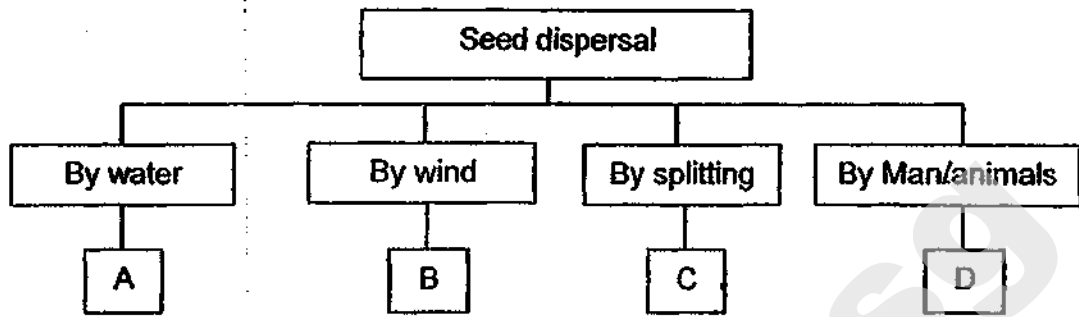 Seed dispersal
By water
By wind
By splitting
By Man/animals
A
B
C
D